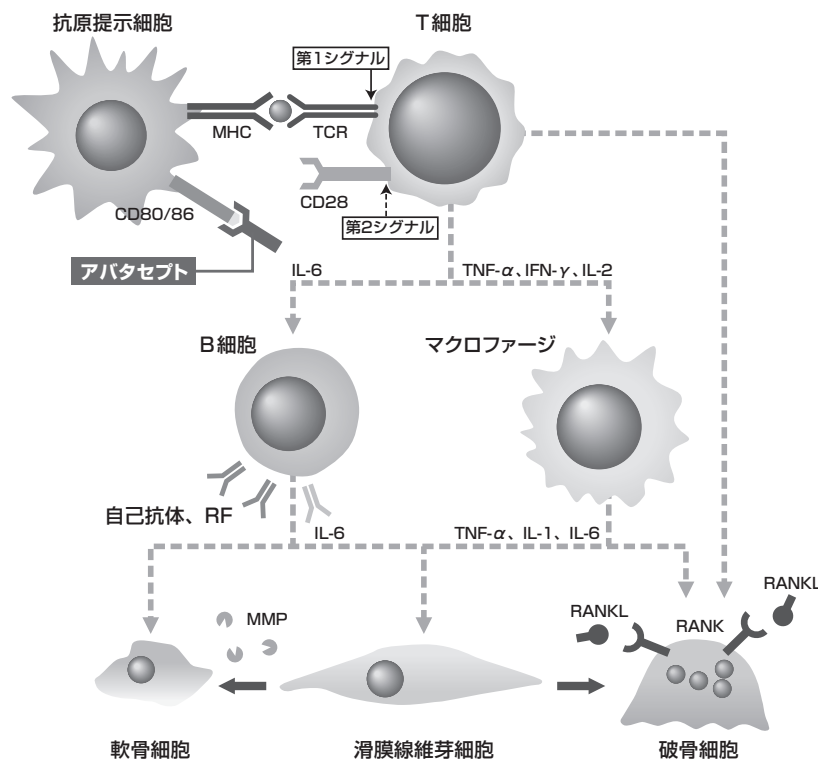 抗原提示細胞
T細胞
第1シグナル
MHC
TCR
CD80/86
CD28
第2シグナル
アバタセプト
IL-6
TNF-α、IFN-γ、IL-2
B細胞
マクロファージ
自己抗体、RF
IL-6
TNF-α、IL-1、IL-6
MMP
RANKL
RANK
RANKL
軟骨細胞
滑膜線維芽細胞
破骨細胞